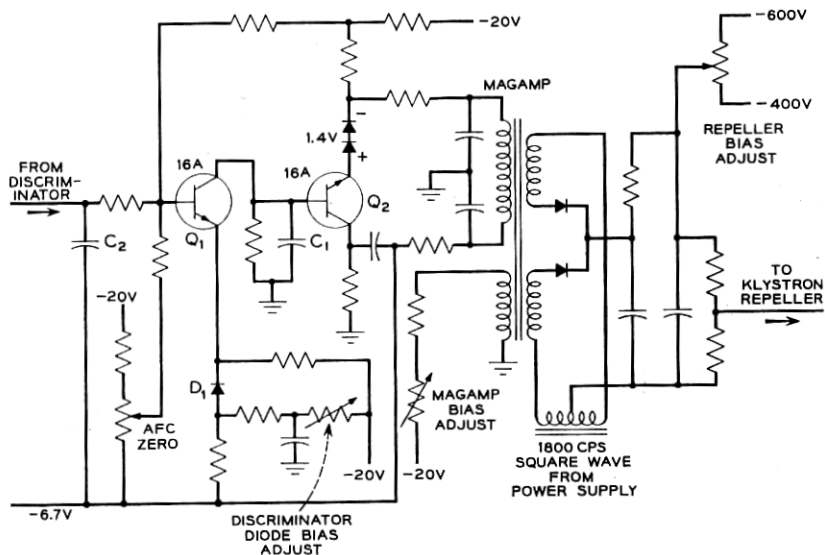 -20V
-600V
MAGAMP
-400V
REPELLER
BIAS
ADJUST
-
1.4V
+
FROM
DISCRIM-
INATOR
16A
16A
Q1
Q2
C2
C1
TO
KLYSTRON
REPELLER
-20V
D1
AFC
ZERO
MAGAMP
BIAS
ADJUST
-20V
-20V
1800 CPS
SQUARE WAVE
FROM
POWER SUPPLY
-6.7V
DISCRIMINATOR
DIODE BIAS
ADJUST